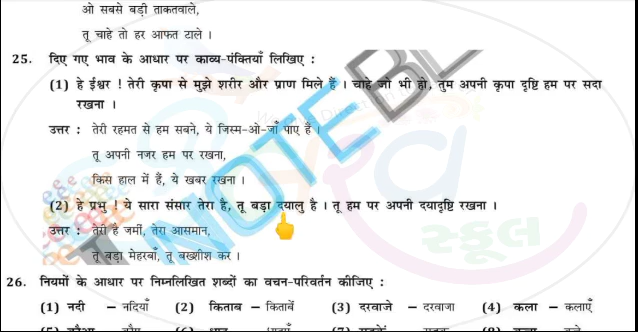 ओ सबसे बड़ी ताकतवाले,
तू चाहे तो हर आफत टाले ।
25. दिए गए भाव के आधार पर काव्य-पंक्तियाँ लिखिए :
(1) हे ईश्वर ! तेरी कृपा से मुझे शरीर और प्राण मिले हैं । चाहे जो भी हो, तुम अपनी कृपा दृष्टि हम पर सदा
रखना ।
उत्तर : तेरी रहमत से हम सबने, ये जिस्म-ओ-जाँ पाए हैं ।
तू अपनी नजर हम पर रखना,
किस हाल में हैं, ये खबर रखना ।
(2) हे प्रभु ! ये सारा संसार तेरा है, तू बड़ा दयालु है । तू हम पर अपनी दयादृष्टि रखना ।
उत्तर : तेरी है जमीं, तेरा आसमान,
तू बड़ा मेहरबाँ, तू बख्शीश कर ।
26. नियमों के आधार पर निम्नलिखित शब्दों का वचन-परिवर्तन कीजिए :
(1) नदी – नदियाँ (2) किताब – किताबें (3) दरवाजे – दरवाजा (4) कला – कलाएँ
NOTE
સ્કૂલ